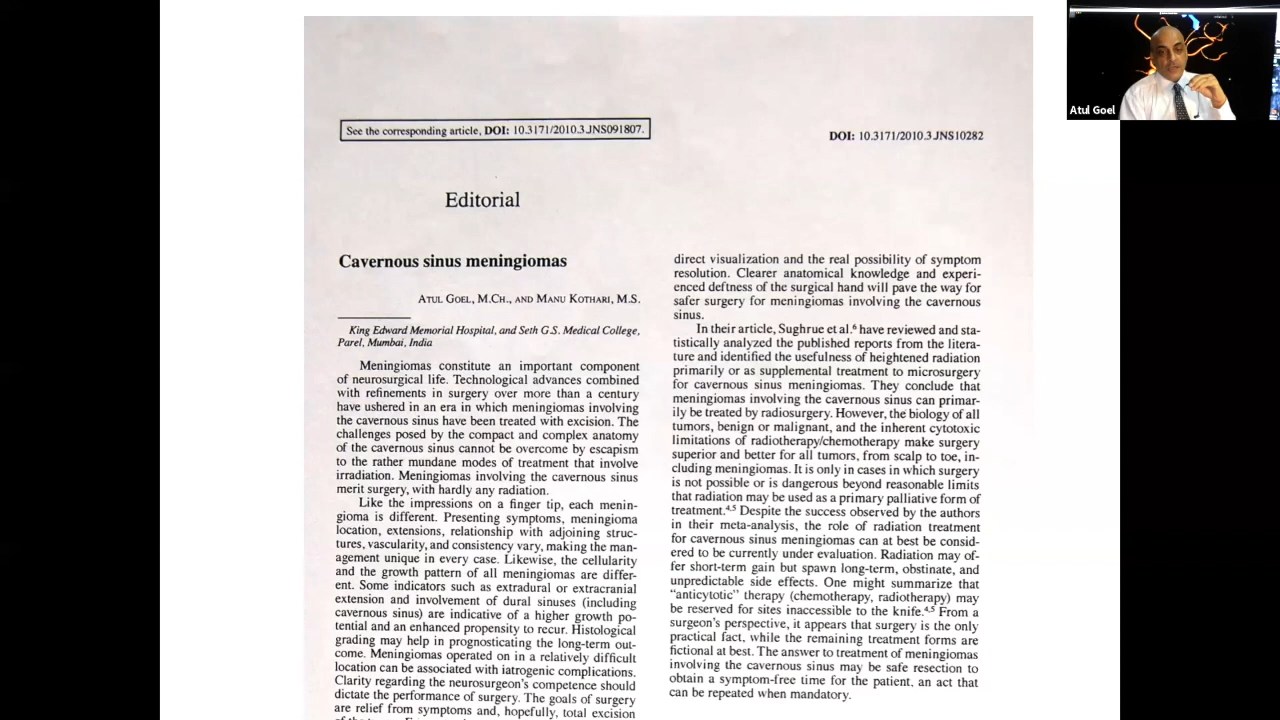 See the corresponding article, DOI: 10.3171/2010.3.JNS091807.
DOI: 10.3171/2010.3.JNS10282
Editorial
Cavernous sinus meningiomas
ATUL GOEL, M.CH., AND MANU KOTHARI, M.S.
King Edward Memorial Hospital, and Seth G.S. Medical College,
Parel, Mumbai, India
Meningiomas constitute an important component
of neurosurgical life. Technological advances combined
with refinements in surgery over more than a century
have ushered in an era in which meningiomas involving
the cavernous sinus have been treated with excision. The
challenges posed by the compact and complex anatomy
of the cavernous sinus cannot be overcome by escapism
to the rather mundane modes of treatment that involve
irradiation. Meningiomas involving the cavernous sinus
merit surgery, with hardly any radiation.
Like the impressions on a finger tip, each menin-
gioma is different. Presenting symptoms, meningioma
location, extensions, relationship with adjoining struc-
tures, vascularity, and consistency vary, making the man-
agement unique in every case. Likewise, the cellularity
and the growth pattern of all meningiomas are differ-
ent. Some indicators such as extradural or extracranial
extension and involvement of dural sinuses (including
cavernous sinus) are indicative of a higher growth po-
tential and an enhanced propensity to recur. Histological
grading may help in prognosticating the long-term out-
come. Meningiomas operated on in a relatively difficult
location can be associated with iatrogenic complications.
Clarity regarding the neurosurgeon's competence should
dictate the performance of surgery. The goals of surgery
are relief from symptoms and, hopefully, total excision
direct visualization and the real possibility of symptom
resolution. Clearer anatomical knowledge and experi-
enced deftness of the surgical hand will pave the way for
safer surgery for meningiomas involving the cavernous
sinus.
In their article, Sughrue et al.6 have reviewed and sta-
tistically analyzed the published reports from the litera-
ture and identified the usefulness of heightened radiation
primarily or as supplemental treatment to microsurgery
for cavernous sinus meningiomas. They conclude that
meningiomas involving the cavernous sinus can primar-
ily be treated by radiosurgery. However, the biology of all
tumors, benign or malignant, and the inherent cytotoxic
limitations of radiotherapy/chemotherapy make surgery
superior and better for all tumors, from scalp to toe, in-
cluding meningiomas. It is only in cases in which surgery
is not possible or is dangerous beyond reasonable limits
that radiation may be used as a primary palliative form of
treatment.4,5 Despite the success observed by the authors
in their meta-analysis, the role of radiation treatment
for cavernous sinus meningiomas can at best be consid-
ered to be currently under evaluation. Radiation may of-
fer short-term gain but spawn long-term, obstinate, and
unpredictable side effects. One might summarize that
"anticytotic" therapy (chemotherapy, radiotherapy) may
be reserved for sites inaccessible to the knife.4,5 From a
surgeon's perspective, it appears that surgery is the only
practical fact, while the remaining treatment forms are
fictional at best. The answer to treatment of meningiomas
involving the cavernous sinus may be safe resection to
obtain a symptom-free time for the patient, an act that
can be repeated when mandatory.
Atul Goel